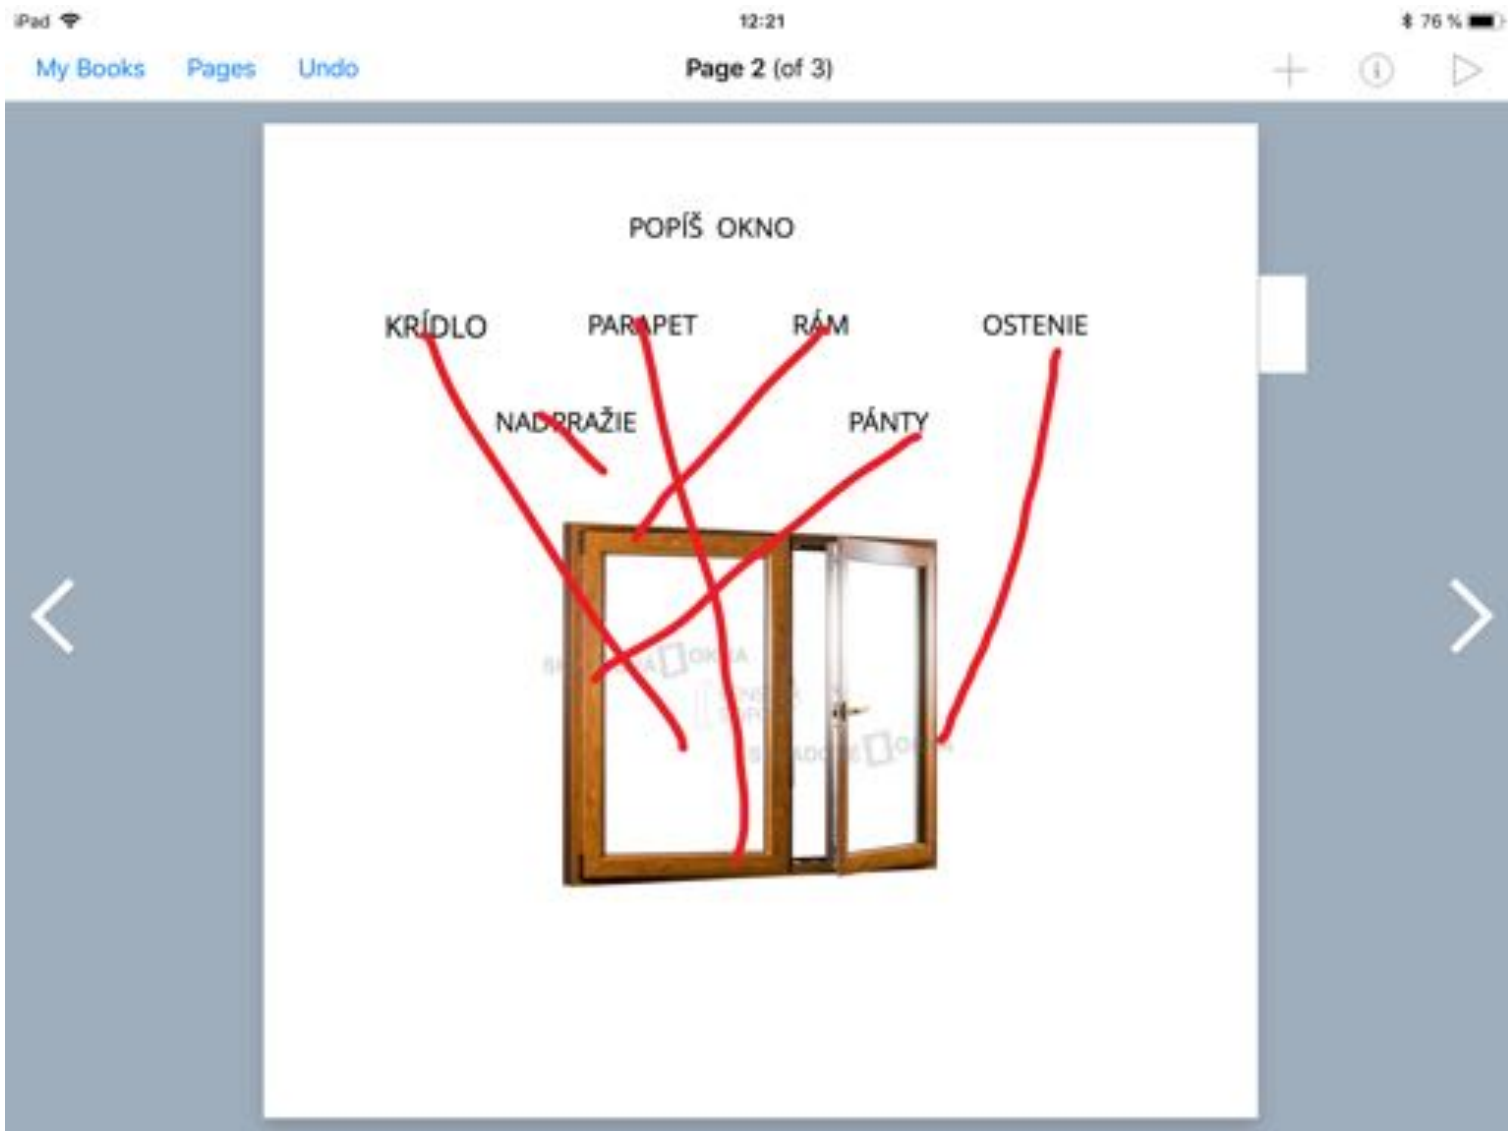 iPad 12:21 76 %
My Books Pages Undo Page 2 (of 3)
POPÍŠ OKNO
KRÍDLO PARAPET RÁM OSTENIE
NADPRAŽIE PÁNTY
OKNA